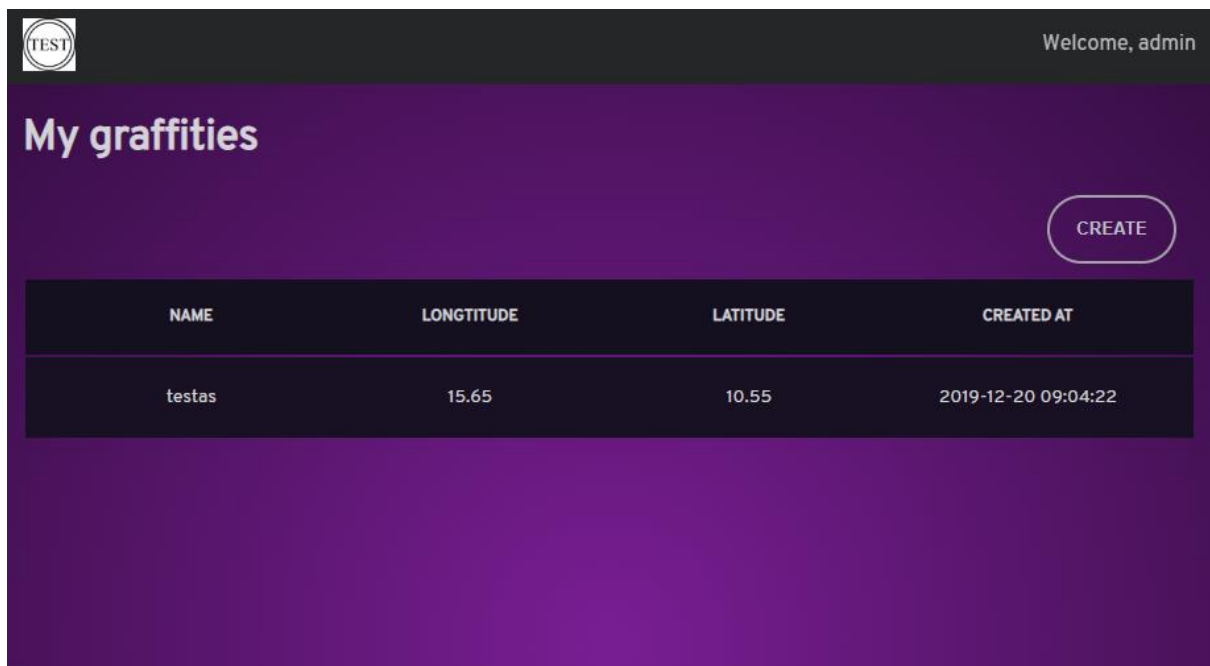 TEST
Welcome, admin
My graffities
CREATE
NAME LONGTITUDE LATITUDE CREATED AT
testas 15.65 10.55 2019-12-20 09:04:22